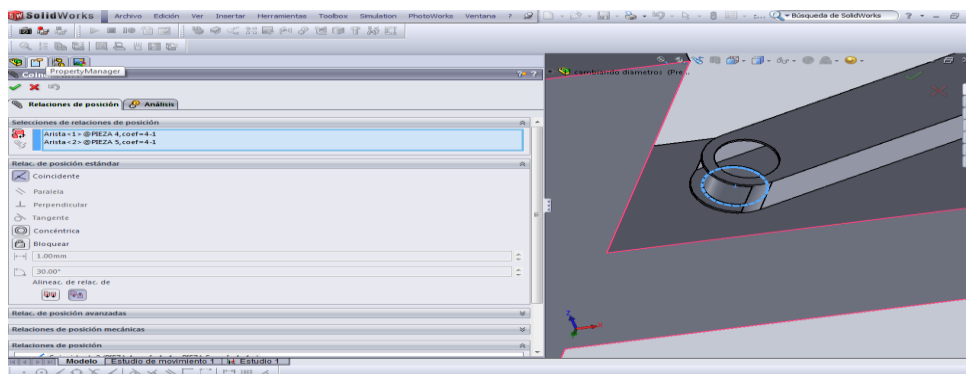 SolidWorks Archivo Edición Ver Insertar Herramientas Toolbox Simulation PhotoWorks Ventana ? Búsqueda de SolidWorks
PropertyManager
cambiando diametros (Pre...
Relaciones de posición Análisis
Selecciones de relaciones de posición
Arista<1>@PIEZA 4,coef=4-1
Arista<2>@PIEZA 5,coef=4-1
Relac. de posición estándar
Coincidente
Paralela
Perpendicular
Tangente
Concéntrica
Bloquear
1.00mm
30.00°
Alineac. de relac. de
Relac. de posición avanzadas
Relaciones de posición mecánicas
Relaciones de posición
Modelo Estudio de movimiento 1 Estudio 1